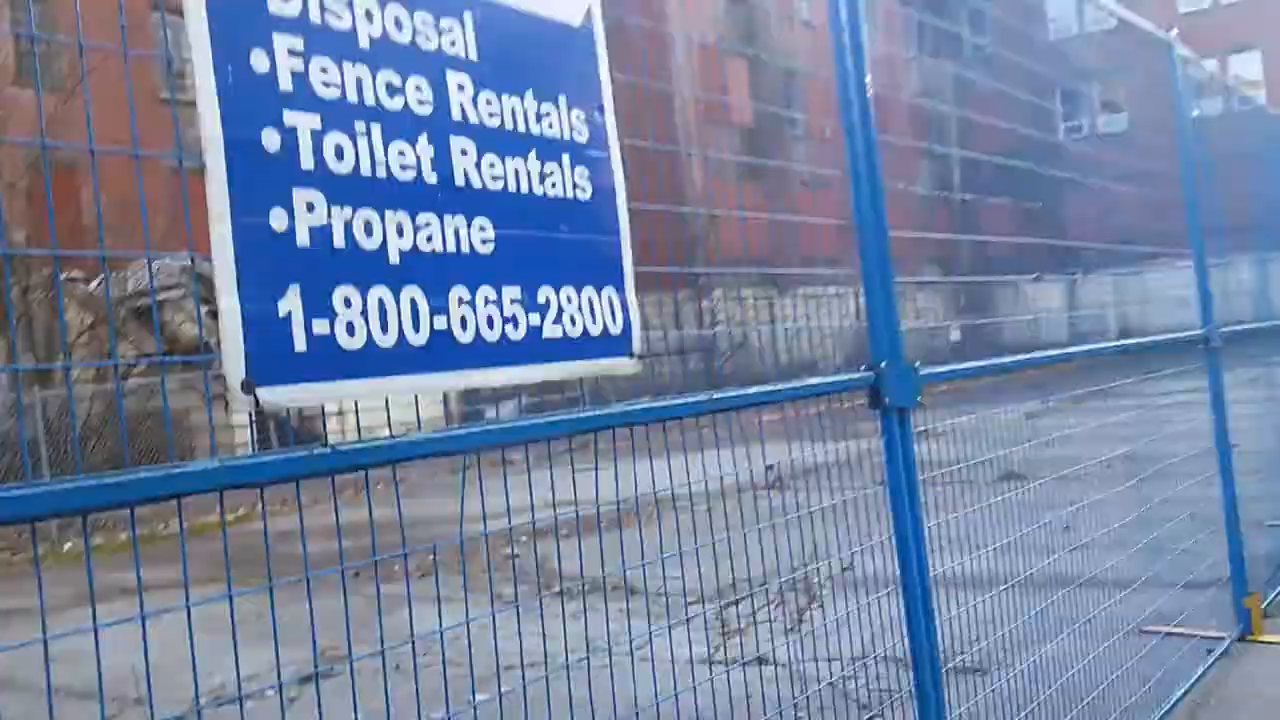 Disposal
•Fence Rentals
•Toilet Rentals
•Propane
1-800-665-2800